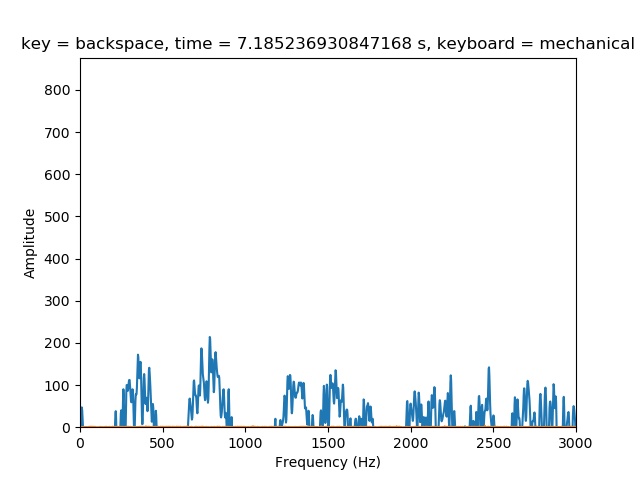 key = backspace, time = 7.185236930847168 s, keyboard = mechanical
800
700
600
500
400
300
200
100
0
Amplitude
0 500 1000 1500 2000 2500 3000
Frequency (Hz)